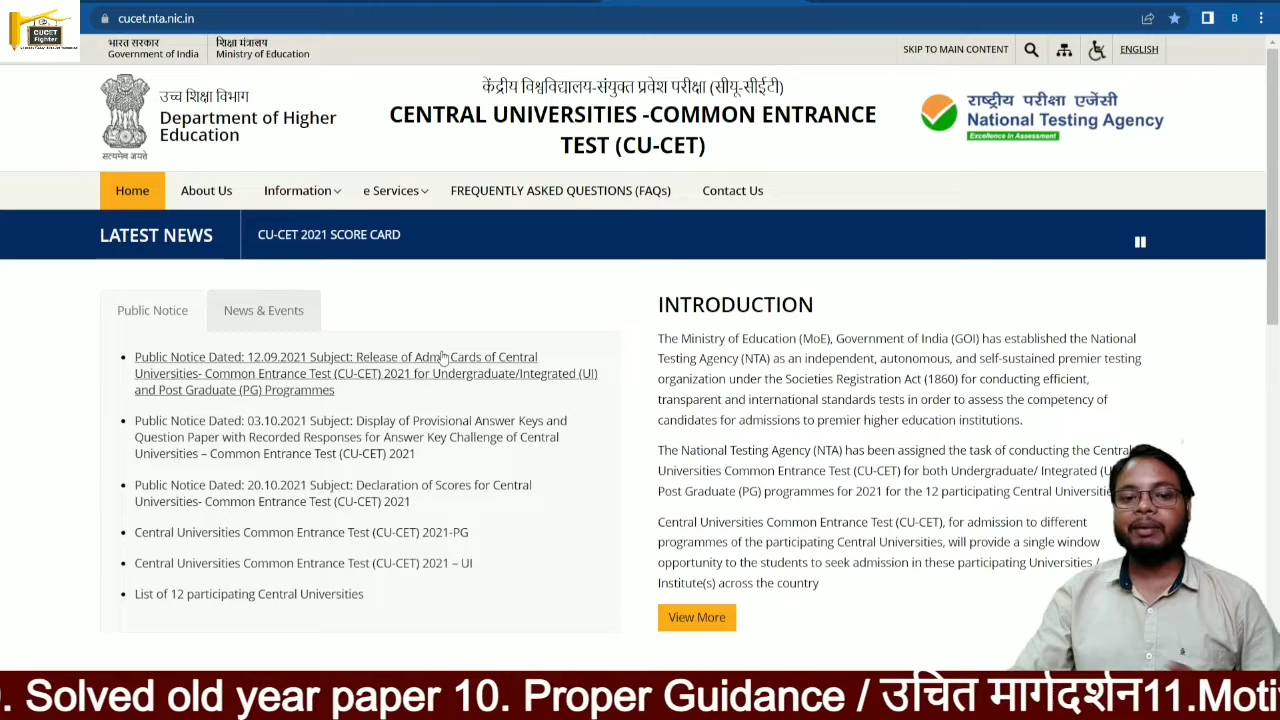 CUCET
Fighter
cucet.nta.nic.in
B
भारत सरकार
Government of India
शिक्षा मंत्रालय
Ministry of Education
SKIP TO MAIN CONTENT
ENGLISH
सत्यमेव जयते
उच्च शिक्षा विभाग
Department of Higher
Education
केंद्रीय विश्वविद्यालय-संयुक्त प्रवेश परीक्षा (सीयू-सीईटी)
CENTRAL UNIVERSITIES -COMMON ENTRANCE
TEST (CU-CET)
राष्ट्रीय परीक्षा एजेंसी
National Testing Agency
Excellence in Assessment
Home
About Us
Information
e Services
FREQUENTLY ASKED QUESTIONS (FAQs)
Contact Us
LATEST NEWS
CU-CET 2021 SCORE CARD
Public Notice
News & Events
Public Notice Dated: 12.09.2021 Subject: Release of Adm Cards of Central
Universities- Common Entrance Test (CU-CET) 2021 for Undergraduate/Integrated (UI)
and Post Graduate (PG) Programmes
Public Notice Dated: 03.10.2021 Subject: Display of Provisional Answer Keys and
Question Paper with Recorded Responses for Answer Key Challenge of Central
Universities – Common Entrance Test (CU-CET) 2021
Public Notice Dated: 20.10.2021 Subject: Declaration of Scores for Central
Universities- Common Entrance Test (CU-CET) 2021
Central Universities Common Entrance Test (CU-CET) 2021-PG
Central Universities Common Entrance Test (CU-CET) 2021 – UI
List of 12 participating Central Universities
INTRODUCTION
The Ministry of Education (MoE), Government of India (GOI) has established the National
Testing Agency (NTA) as an independent, autonomous, and self-sustained premier testing
organization under the Societies Registration Act (1860) for conducting efficient,
transparent and international standards tests in order to assess the competency of
candidates for admissions to premier higher education institutions.
The National Testing Agency (NTA) has been assigned the task of conducting the Central
Universities Common Entrance Test (CU-CET) for both Undergraduate/ Integrated (U
Post Graduate (PG) programmes for 2021 for the 12 participating Central Universitie
Central Universities Common Entrance Test (CU-CET), for admission to different
programmes of the participating Central Universities, will provide a single window
opportunity to the students to seek admission in these participating Universities /
Institute(s) across the country
View More
. Solved old year paper 10. Proper Guidance / उचित मार्गदर्शन11.Moti